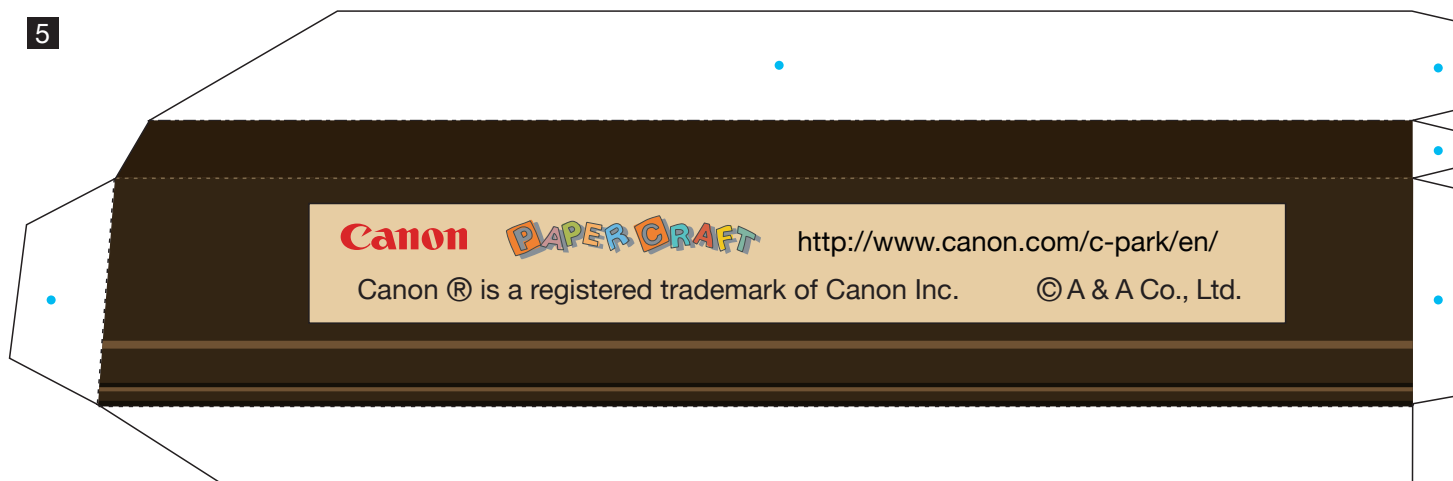 5
Canon PAPER CRAFT http://www.canon.com/c-park/en/
Canon ® is a registered trademark of Canon Inc. © A & A Co., Ltd.